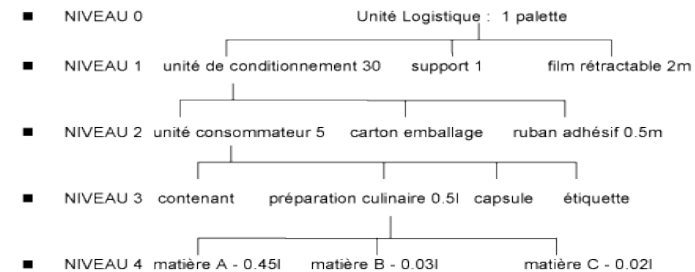 ■ NIVEAU 0 Unité Logistique : 1 palette
■ NIVEAU 1 unité de conditionnement 30 support 1 film rétractable 2m
■ NIVEAU 2 unité consommateur 5 carton emballage ruban adhésif 0.5m
■ NIVEAU 3 contenant préparation culinaire 0.5l capsule étiquette
■ NIVEAU 4 matière A - 0.45l matière B - 0.03l matière C - 0.02l